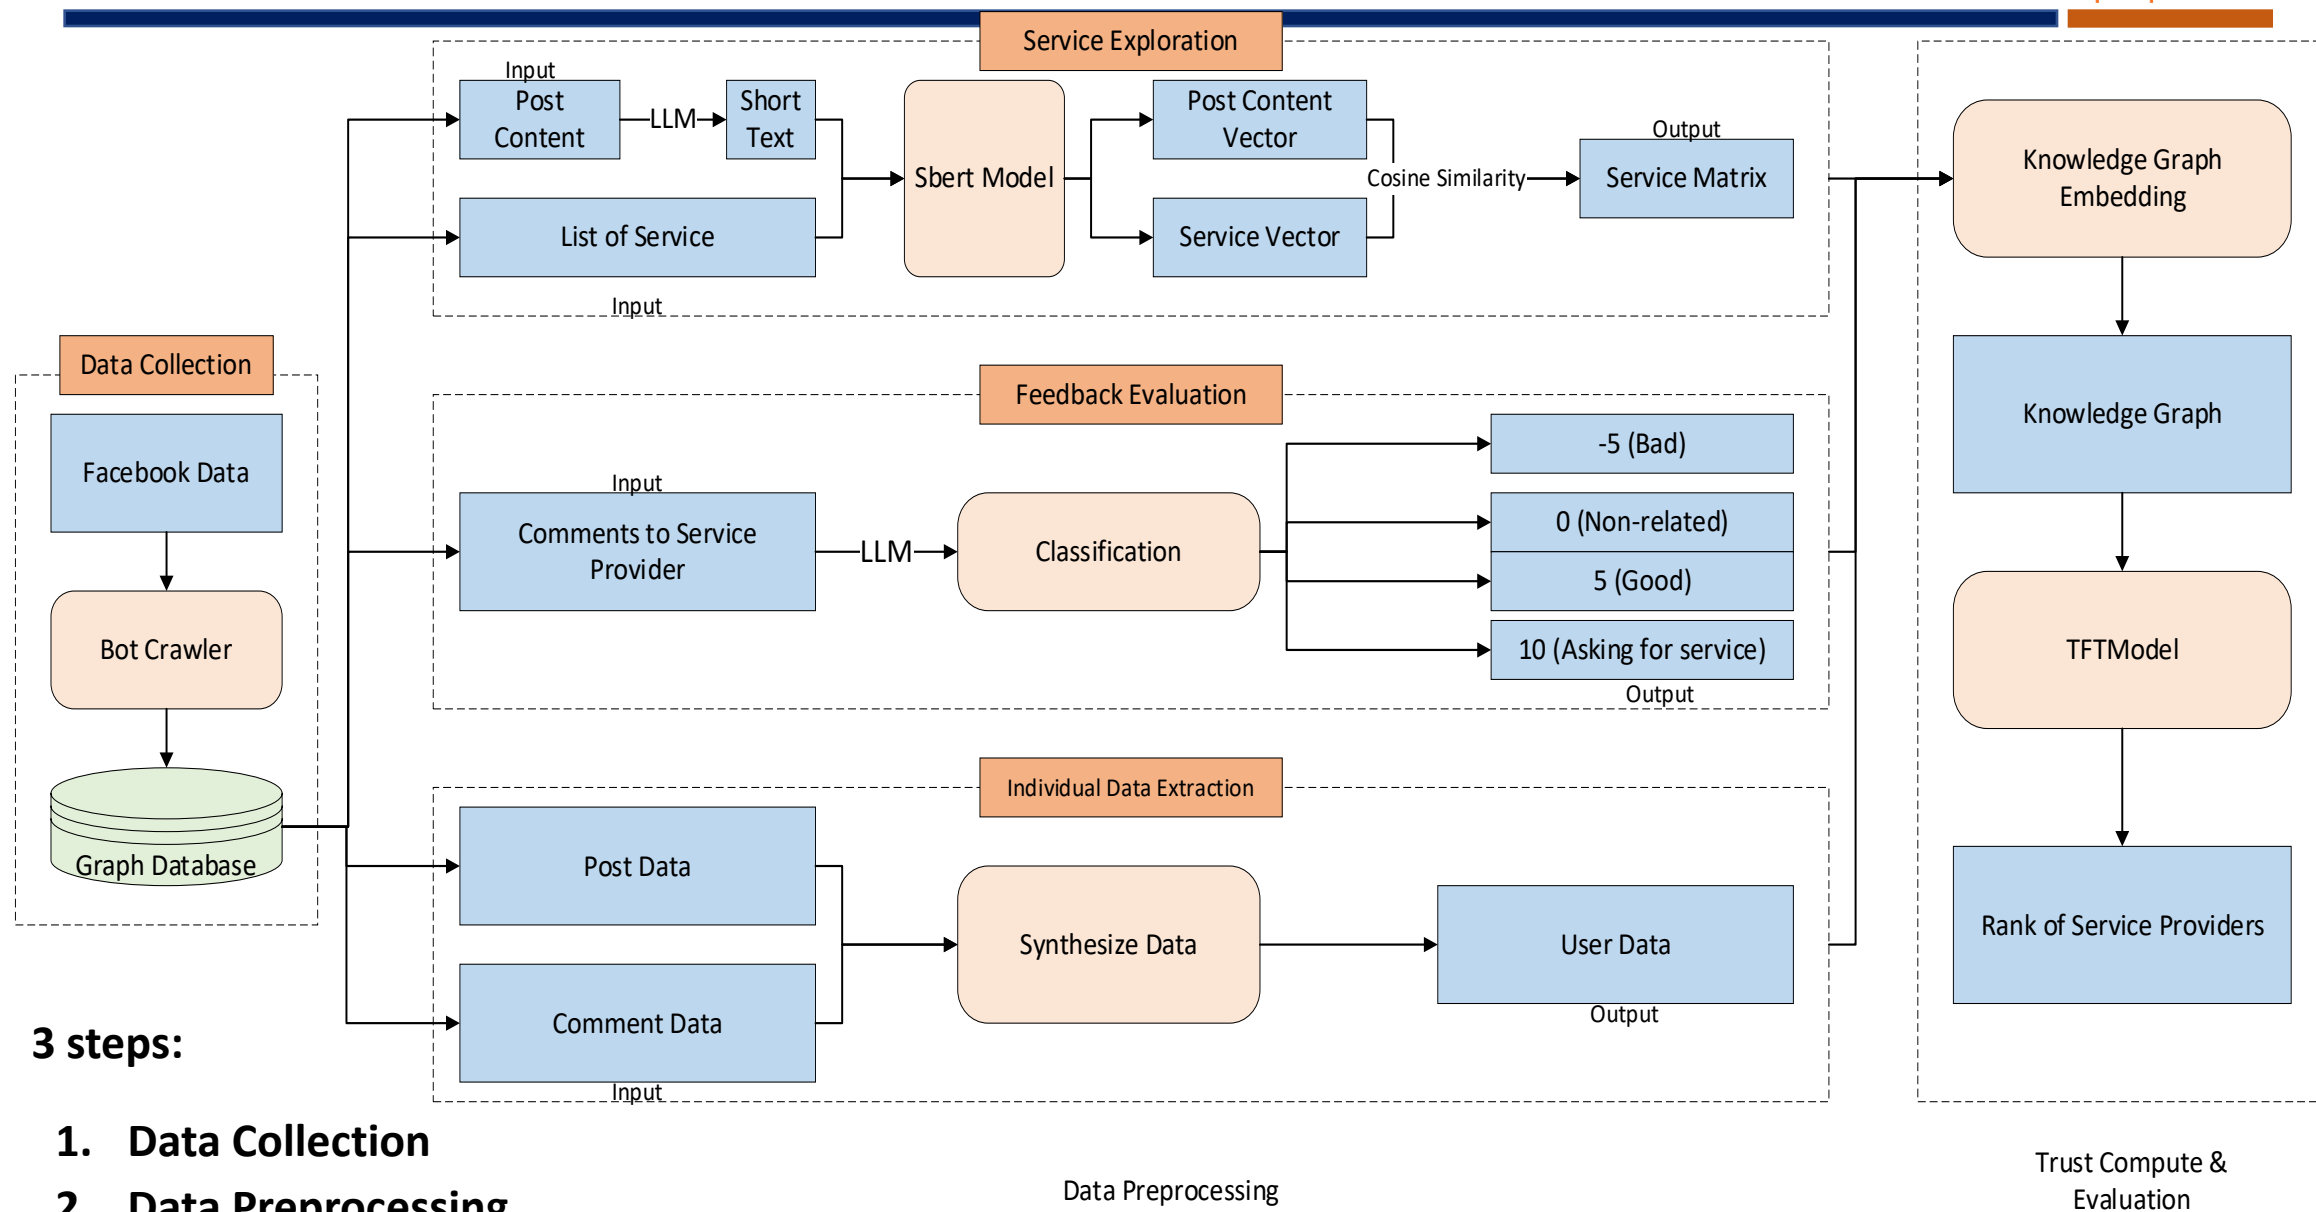 Service Exploration
Input
Post
Content
LLM
Short
Text
List of Service
Input
Sbert Model
Post Content
Vector
Service Vector
Cosine Similarity
Output
Service Matrix
Data Collection
Facebook Data
Bot Crawler
Graph Database
Feedback Evaluation
Input
Comments to Service
Provider
LLM
Classification
-5 (Bad)
0 (Non-related)
5 (Good)
10 (Asking for service)
Output
Individual Data Extraction
Post Data
Comment Data
Input
Synthesize Data
User Data
Output
Knowledge Graph
Embedding
Knowledge Graph
TFTModel
Rank of Service Providers
3 steps:
1. Data Collection
2. Data Preprocessing
Data Preprocessing
Trust Compute &
Evaluation